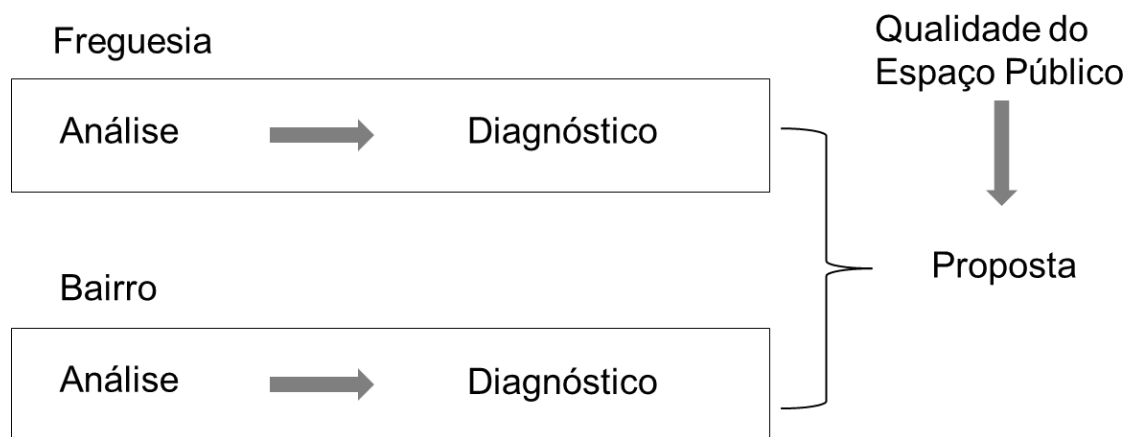 Freguesia
Qualidade do
Espaço Público
Análise
Diagnóstico
Proposta
Bairro
Análise
Diagnóstico